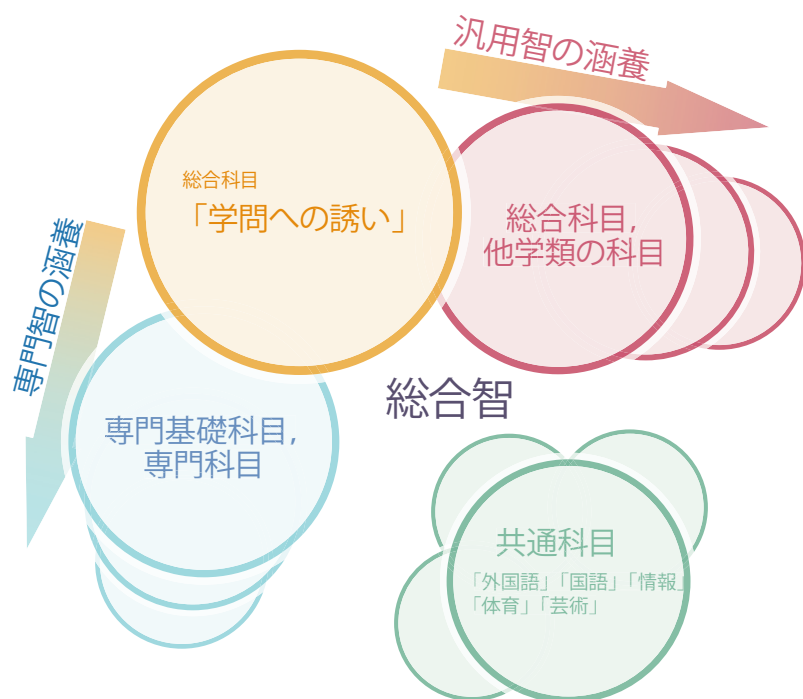 汎用智の涵養
総合科目
「学問への誘い」
総合科目,
他学類の科目
専門智の涵養
総合智
専門基礎科目,
専門科目
共通科目
「外国語」「国語」「情報」
「体育」「芸術」